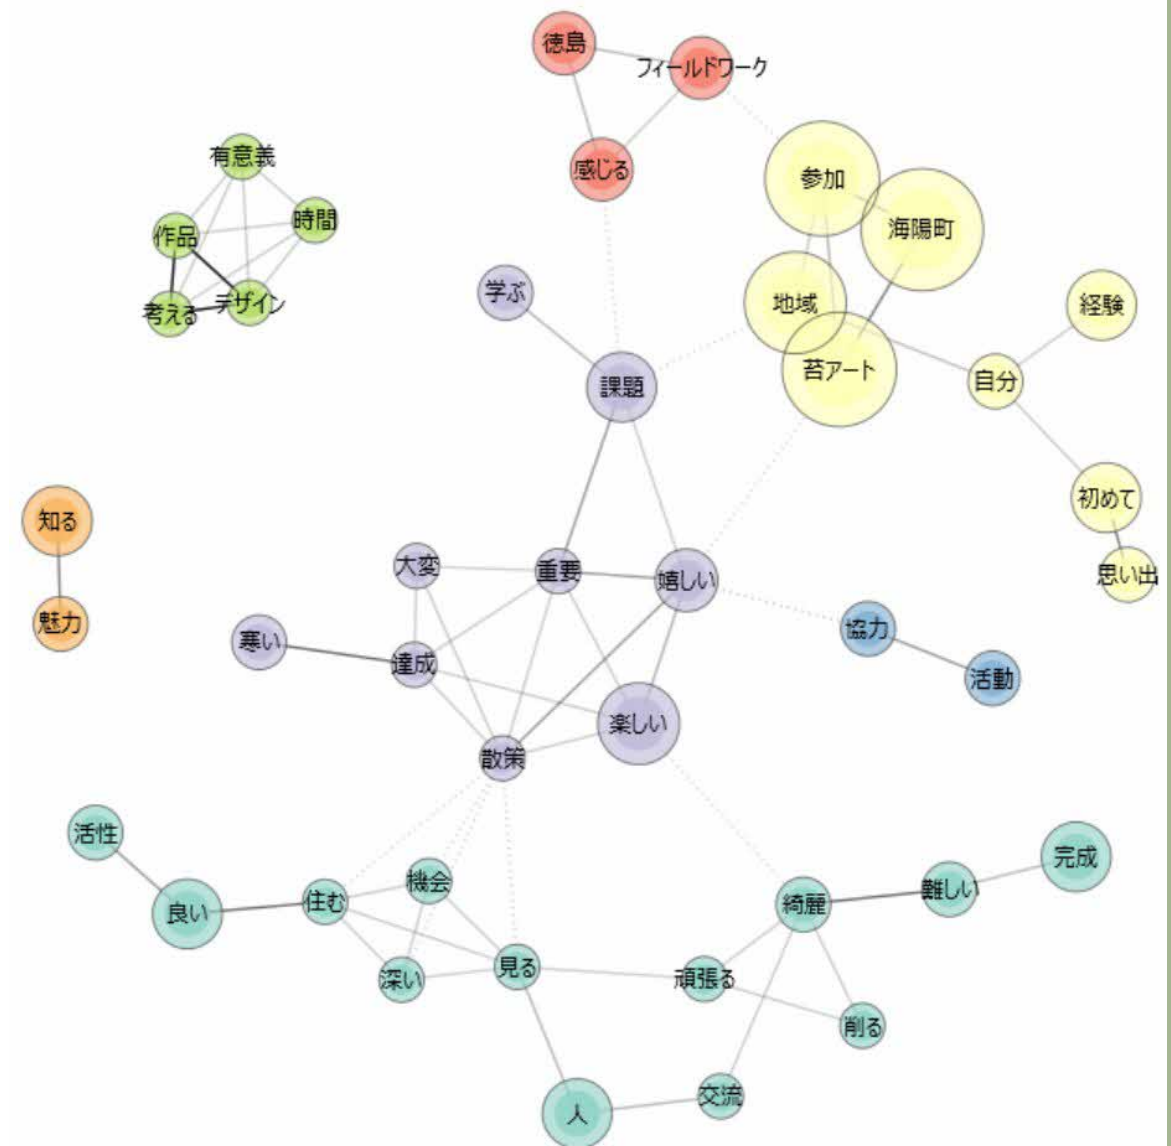 徳島
フィールドワーク
感じる
有意義
時間
作品
考える
デザイン
参加
海陽町
地域
苔アート
学ぶ
課題
自分
経験
初めて
思い出
知る
魅力
大変
重要
嬉しい
寒い
達成
楽しい
散策
協力
活動
活性
良い
住む
機会
深い
見る
綺麗
難しい
完成
頑張る
削る
人
交流